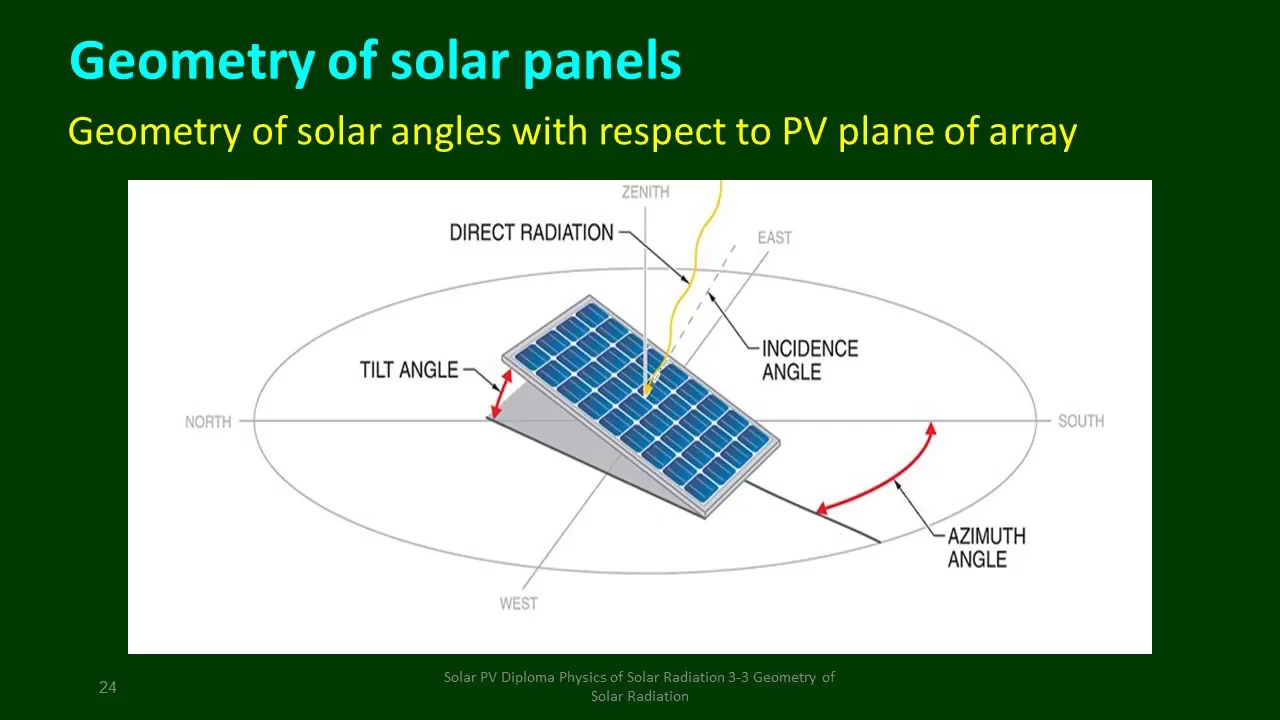 Geometry of solar panels
Geometry of solar angles with respect to PV plane of array
ZENITH
DIRECT RADIATION
EAST
INCIDENCE
ANGLE
TILT ANGLE
NORTH
SOUTH
AZIMUTH
ANGLE
WEST
24
Solar PV Diploma Physics of Solar Radiation 3-3 Geometry of
Solar Radiation